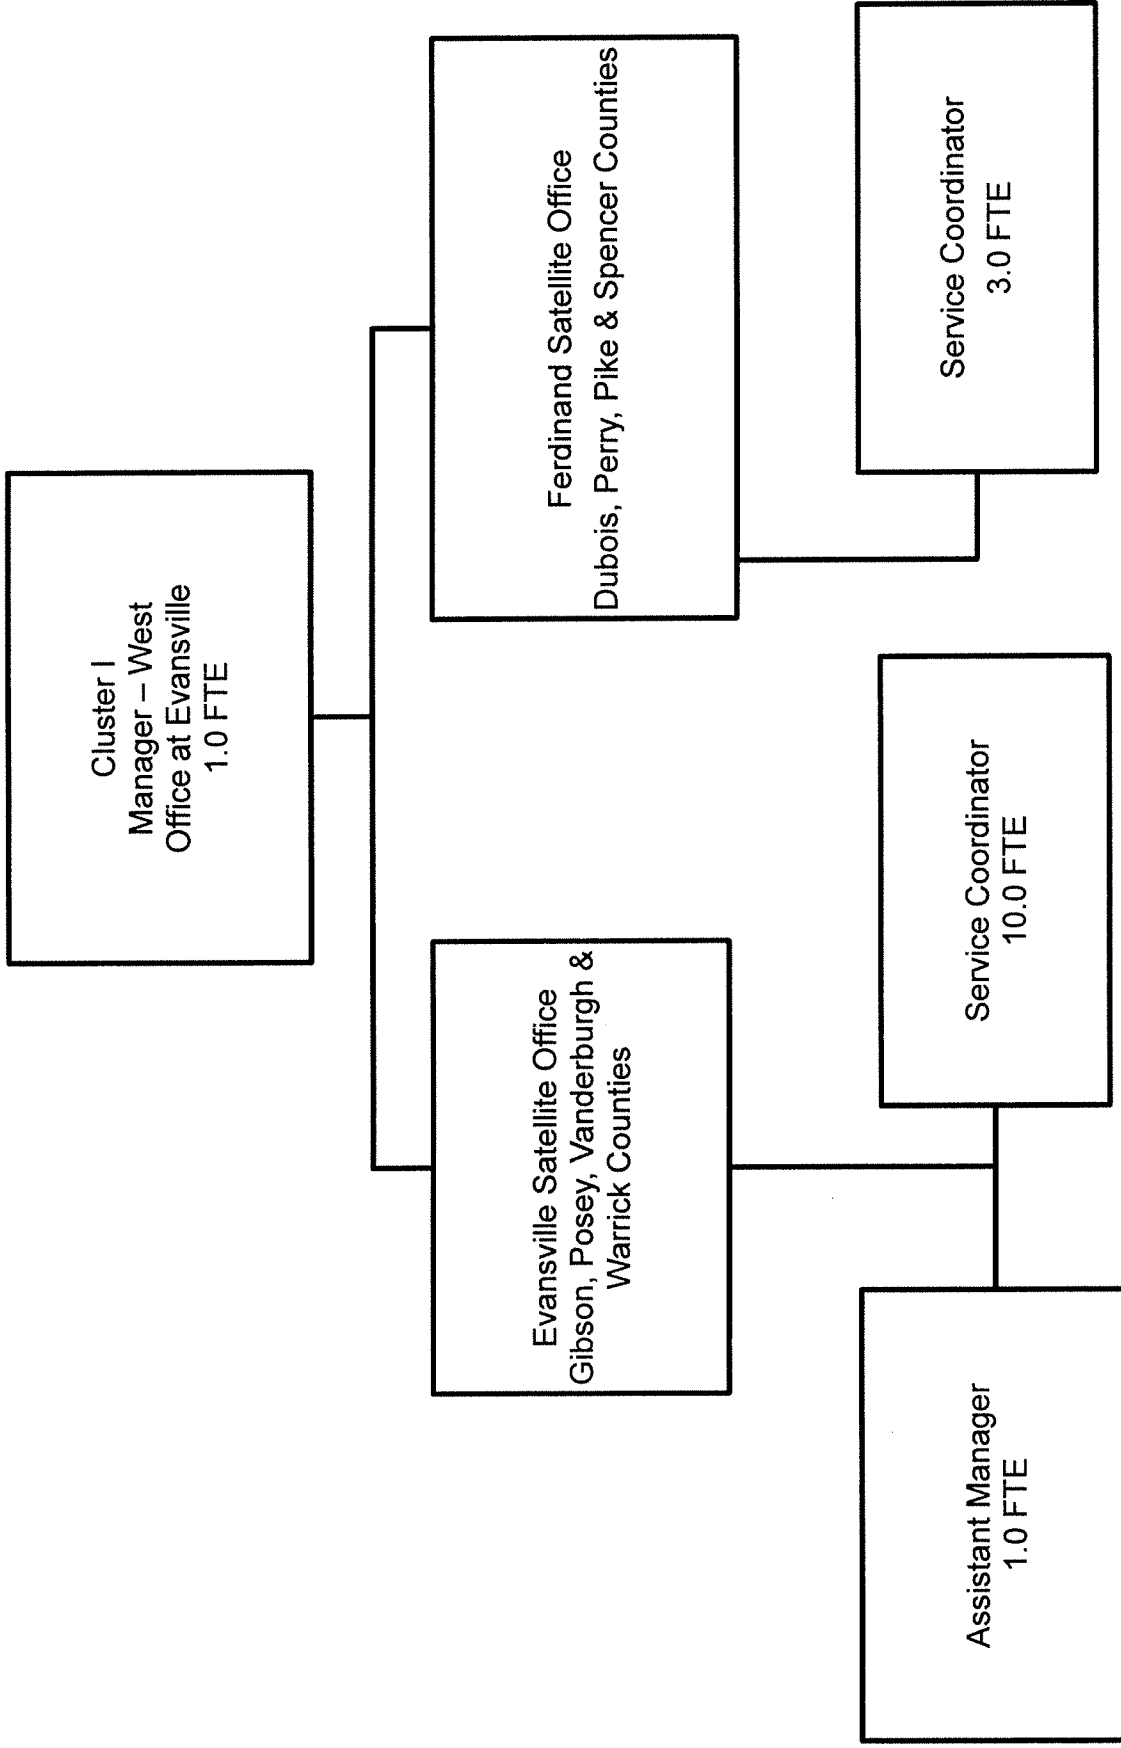 Cluster I
Manager – West
Office at Evansville
1.0 FTE
Evansville Satellite Office
Gibson, Posey, Vanderburgh &
Warrick Counties
Ferdinand Satellite Office
Dubois, Perry, Pike & Spencer Counties
Assistant Manager
1.0 FTE
Service Coordinator
10.0 FTE
Service Coordinator
3.0 FTE